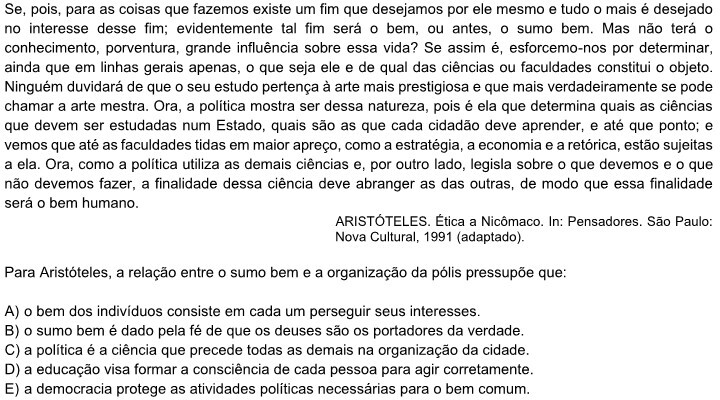 Se, pois, para as coisas que fazemos existe um fim que desejamos por ele mesmo e tudo o mais é desejado
no interesse desse fim; evidentemente tal fim será o bem, ou antes, o sumo bem. Mas não terá o
conhecimento, porventura, grande influência sobre essa vida? Se assim é, esforcemo-nos por determinar,
ainda que em linhas gerais apenas, o que seja ele e de qual das ciências ou faculdades constitui o objeto.
Ninguém duvidará de que o seu estudo pertença à arte mais prestigiosa e que mais verdadeiramente se pode
chamar a arte mestra. Ora, a política mostra ser dessa natureza, pois é ela que determina quais as ciências
que devem ser estudadas num Estado, quais são as que cada cidadão deve aprender, e até que ponto; e
vemos que até as faculdades tidas em maior apreço, como a estratégia, a economia e a retórica, estão sujeitas
a ela. Ora, como a política utiliza as demais ciências e, por outro lado, legisla sobre o que devemos e o que
não devemos fazer, a finalidade dessa ciência deve abranger as das outras, de modo que essa finalidade
será o bem humano.
ARISTÓTELES. Ética a Nicômaco. In: Pensadores. São Paulo:
Nova Cultural, 1991 (adaptado).
Para Aristóteles, a relação entre o sumo bem e a organização da pólis pressupõe que:
A) o bem dos indivíduos consiste em cada um perseguir seus interesses.
B) o sumo bem é dado pela fé de que os deuses são os portadores da verdade.
C) a política é a ciência que precede todas as demais na organização da cidade.
D) a educação visa formar a consciência de cada pessoa para agir corretamente.
E) a democracia protege as atividades políticas necessárias para o bem comum.